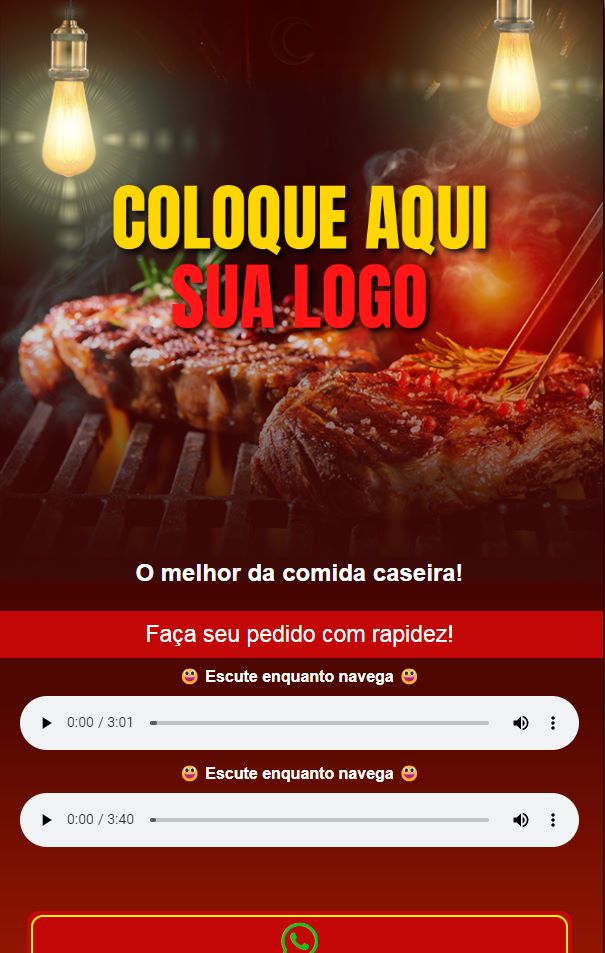 COLOQUE AQUI
SUA LOGO
O melhor da comida caseira!
Faça seu pedido com rapidez!
Escute enquanto navega
0:00 / 3:01
Escute enquanto navega
0:00 / 3:40